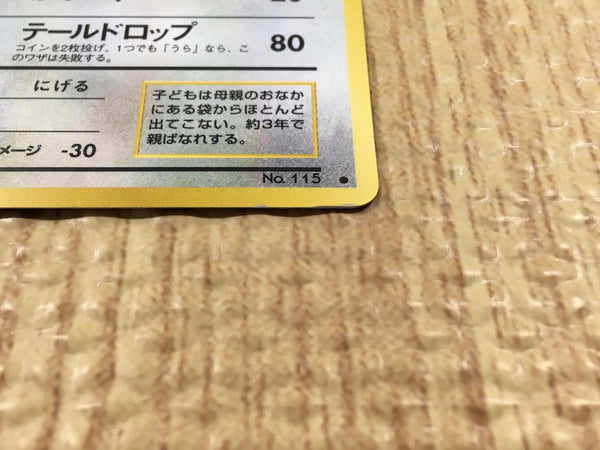 テールドロップ 80
コインを2枚投げ、1つでも「うら」なら、こ
のワザは失敗する。
にげる
子どもは母親のおなか
にある袋からほとんど
出てこない。約3年で
親ばなれする。
メージ -30
No. 115 ●